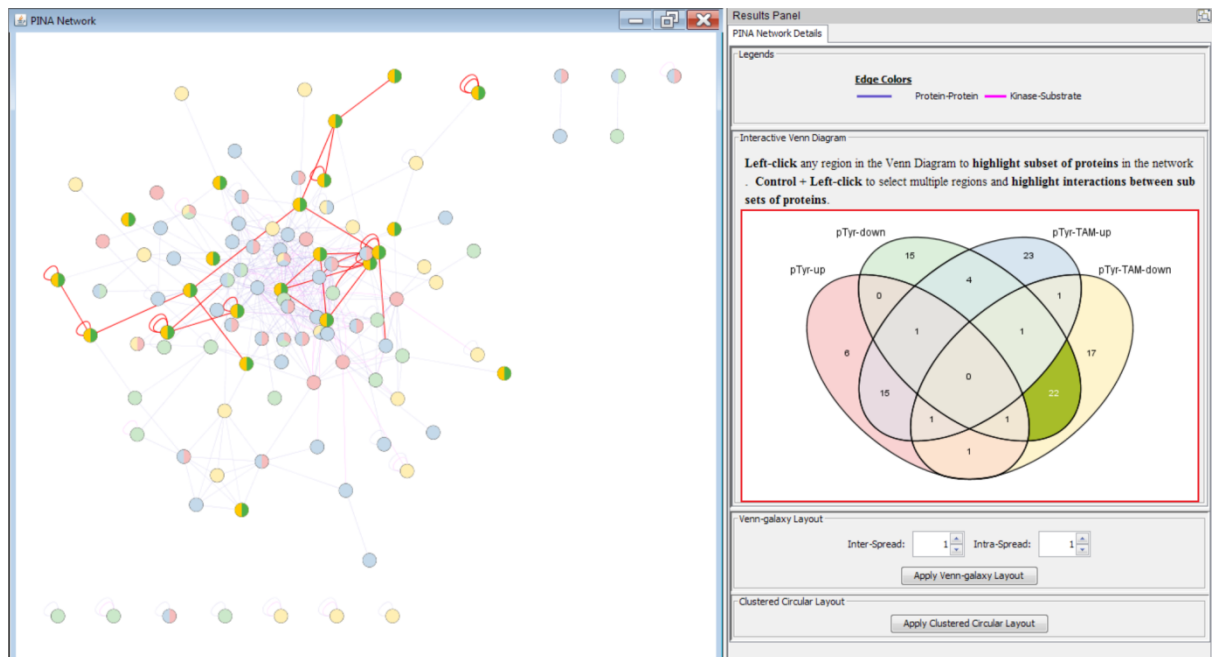 PINA Network
Results Panel
PINA Network Details
Legends
Edge Colors
Protein-Protein
Kinase-Substrate
Interactive Venn Diagram
Left-click any region in the Venn Diagram to highlight subset of proteins in the network
. Control + Left-click to select multiple regions and highlight interactions between sub
sets of proteins.
pTyr-down
pTyr-TAM-up
pTyr-up
pTyr-TAM-down
15
23
4
0
1
1
1
6
17
0
15
22
1
1
1
Venn-galaxy Layout
Inter-Spread: 1
Intra-Spread: 1
Apply Venn-galaxy Layout
Clustered Circular Layout
Apply Clustered Circular Layout